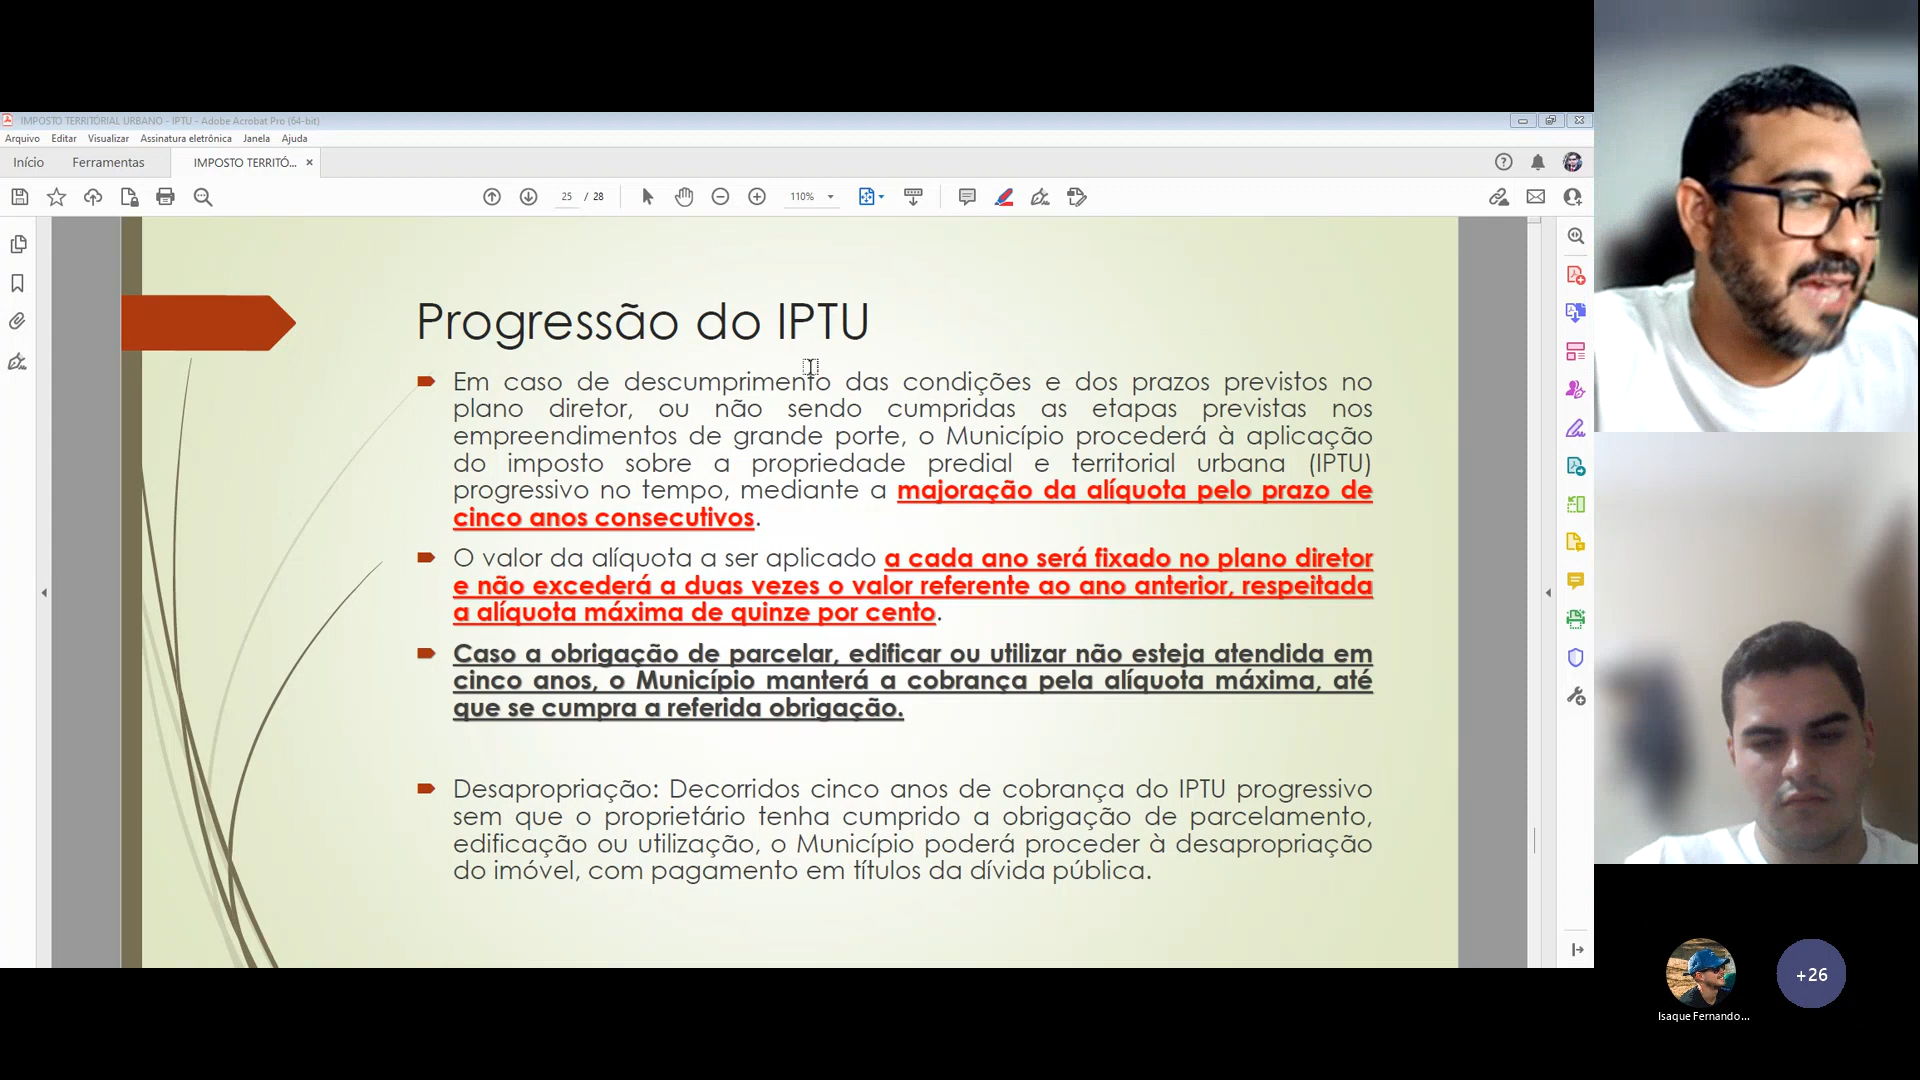 IMPOSTO TERRITORIAL URBANO - IPTU - Adobe Acrobat Pro (64-bit)
Arquivo Editar Visualizar Assinatura eletrônica Janela Ajuda
Início Ferramentas IMPOSTO TERRITÓ... ×
25 / 28 110%
Progressão do IPTU
Em caso de descumprimento das condições e dos prazos previstos no
plano diretor, ou não sendo cumpridas as etapas previstas nos
empreendimentos de grande porte, o Município procederá à aplicação
do imposto sobre a propriedade predial e territorial urbana (IPTU)
progressivo no tempo, mediante a majoração da alíquota pelo prazo de
cinco anos consecutivos.
O valor da alíquota a ser aplicado a cada ano será fixado no plano diretor
e não excederá a duas vezes o valor referente ao ano anterior, respeitada
a alíquota máxima de quinze por cento.
Caso a obrigação de parcelar, edificar ou utilizar não esteja atendida em
cinco anos, o Município manterá a cobrança pela alíquota máxima, até
que se cumpra a referida obrigação.
Desapropriação: Decorridos cinco anos de cobrança do IPTU progressivo
sem que o proprietário tenha cumprido a obrigação de parcelamento,
edificação ou utilização, o Município poderá proceder à desapropriação
do imóvel, com pagamento em títulos da dívida pública.
+26
Isaque Fernando...